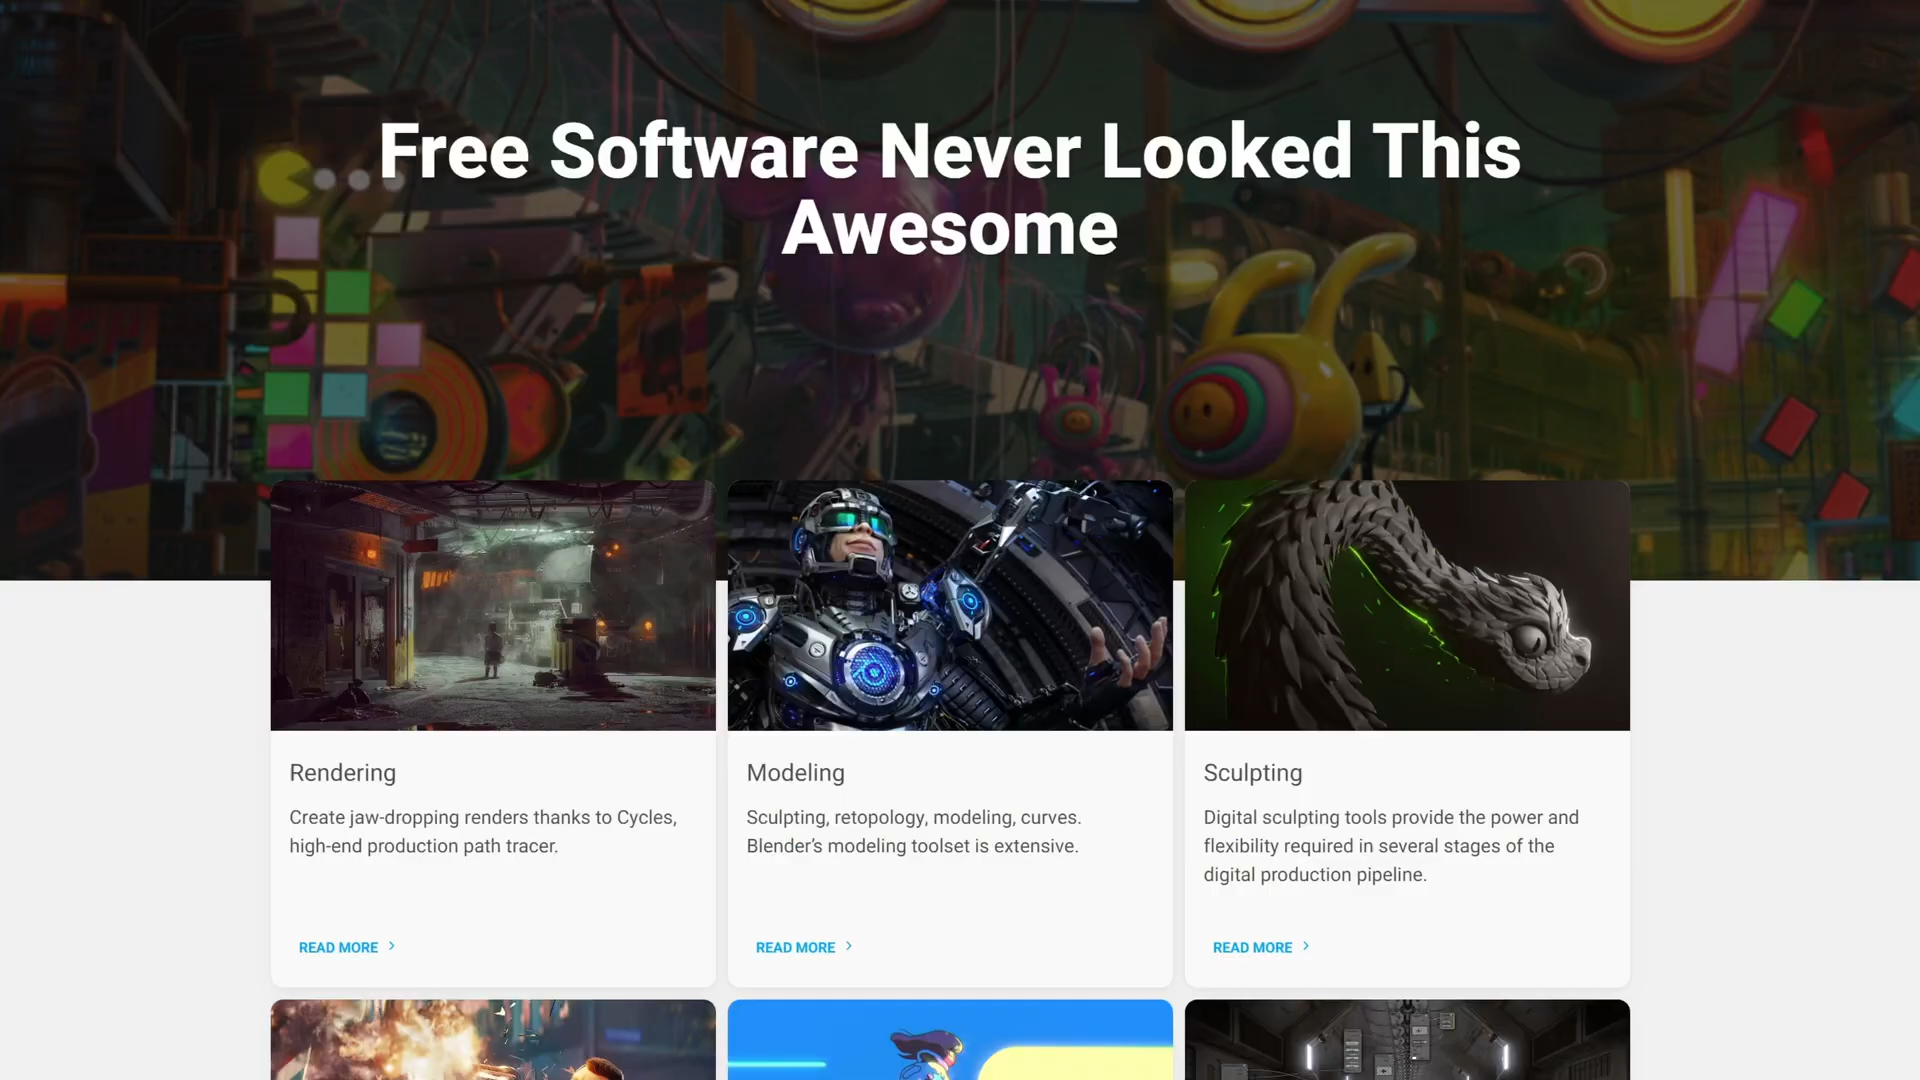 Free Software Never Looked This
Awesome
Rendering
Create jaw-dropping renders thanks to Cycles,
high-end production path tracer.
READ MORE
Modeling
Sculpting, retopology, modeling, curves.
Blender’s modeling toolset is extensive.
READ MORE
Sculpting
Digital sculpting tools provide the power and
flexibility required in several stages of the
digital production pipeline.
READ MORE